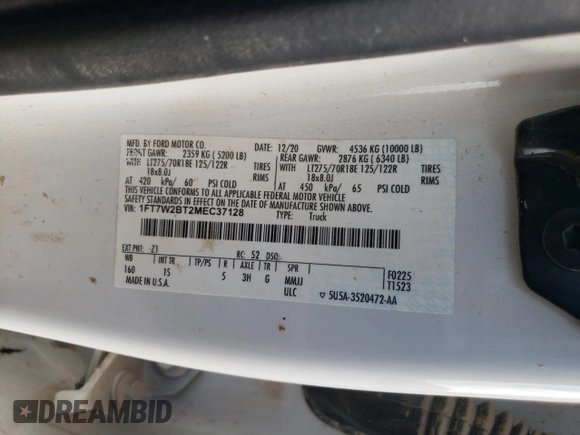 MFD. BY FORD MOTOR CO. 12/20 GVWR: 4536 KG (10000 LB)
FRONT GAWR: 2359 KG ( 5200 LB) REAR GAWR: 2876 KG ( 6340 LB)
WITH LT275/70R18E 125/122R TIRES WITH LT275/70R18E 125/122R TIRES
18x8.0J RIMS 18x8.0J RIMS
AT 420 kPa/ 60 PSI COLD AT 450 kPa/ 65 PSI COLD
THIS VEHICLE CONFORMS TO ALL APPLICABLE FEDERAL MOTOR VEHICLE
SAFETY STANDARDS IN EFFECT ON THE DATE OF MANUFACTURE SHOWN ABOVE.
VIN: 1FT7W2BT2MEC37128 TYPE: Truck
EXT PNT: Z1 RC: 52 DSO:
WB INT TR TP/PS R AXLE TR SPR F0225
160 1S 5 3H G MMJJ T1523
MADE IN U.S.A. ULC ▽ 5U5A-3520472-AA
DREAMBID